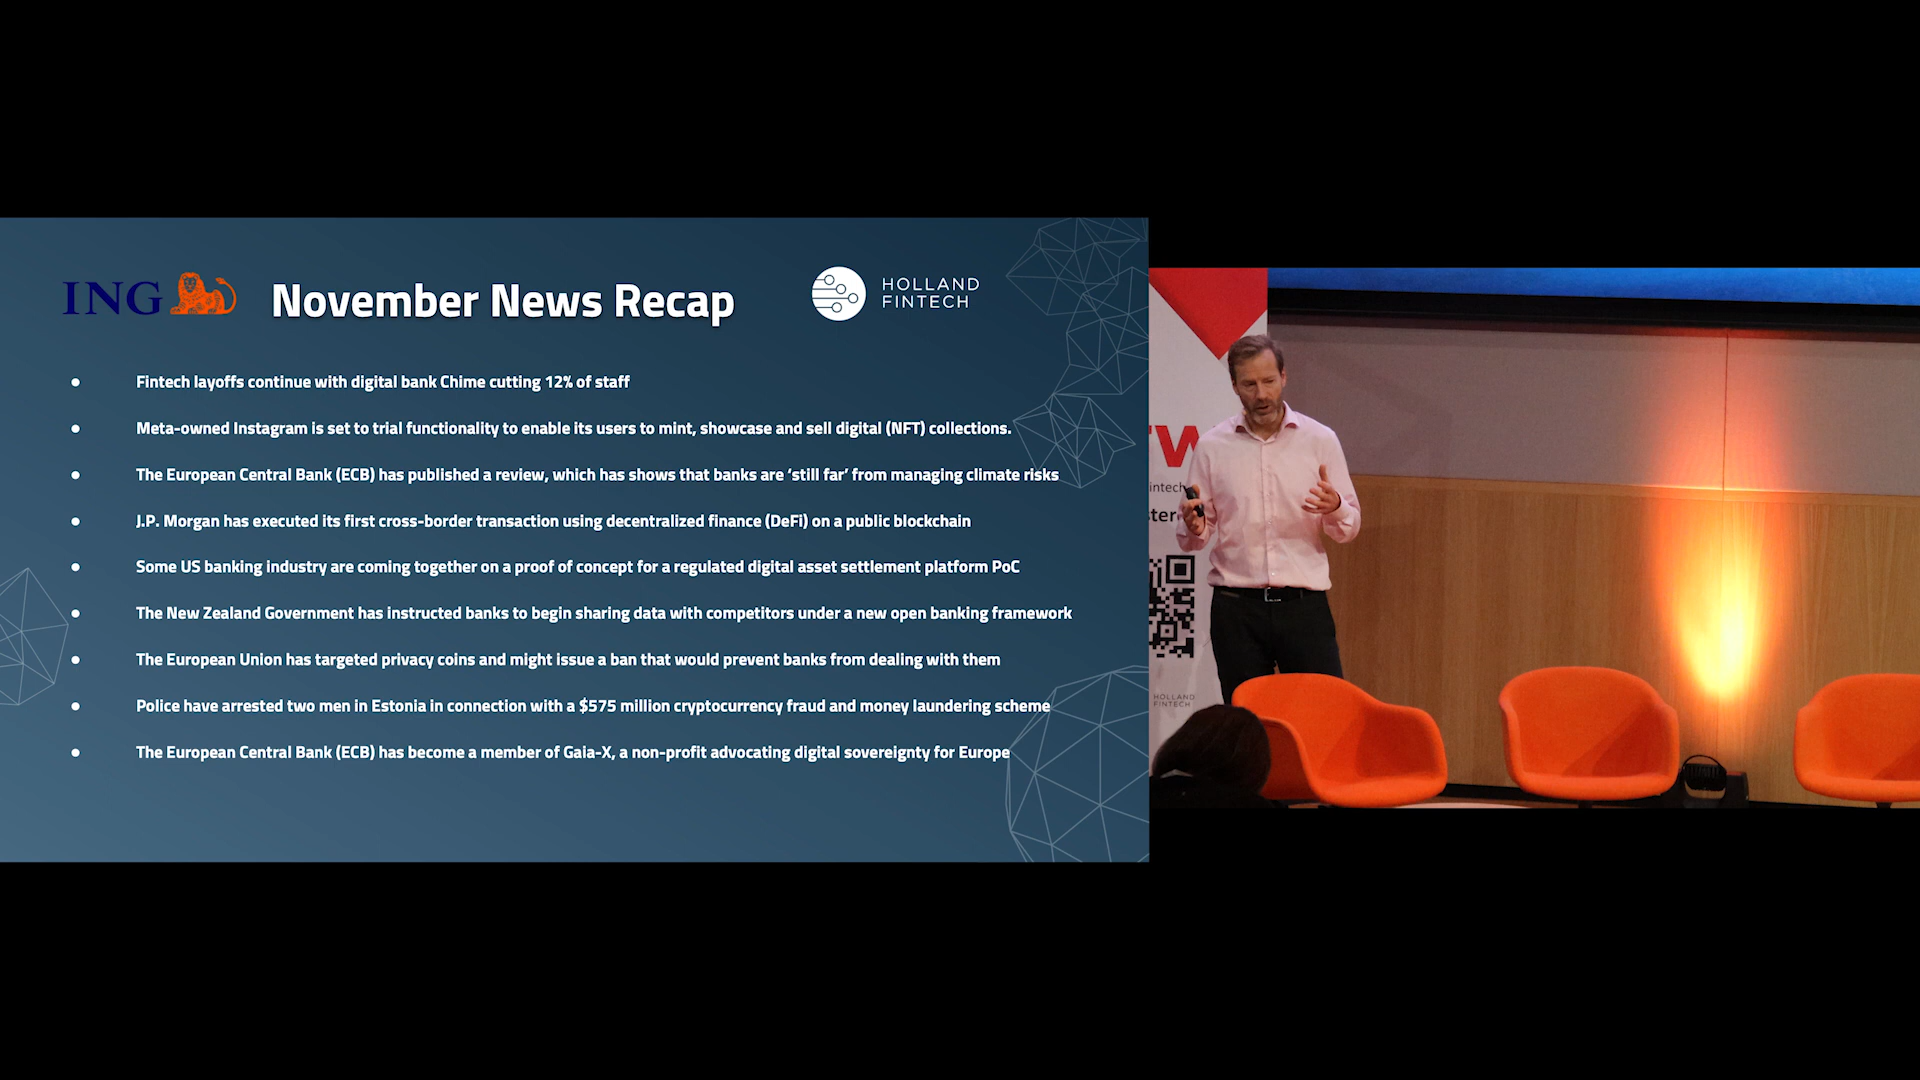 ING
November News Recap
HOLLAND
FINTECH
Fintech layoffs continue with digital bank Chime cutting 12% of staff
Meta-owned Instagram is set to trial functionality to enable its users to mint, showcase and sell digital (NFT) collections.
The European Central Bank (ECB) has published a review, which has shows that banks are ‘still far’ from managing climate risks
J.P. Morgan has executed its first cross-border transaction using decentralized finance (DeFi) on a public blockchain
Some US banking industry are coming together on a proof of concept for a regulated digital asset settlement platform PoC
The New Zealand Government has instructed banks to begin sharing data with competitors under a new open banking framework
The European Union has targeted privacy coins and might issue a ban that would prevent banks from dealing with them
Police have arrested two men in Estonia in connection with a $575 million cryptocurrency fraud and money laundering scheme
The European Central Bank (ECB) has become a member of Gaia-X, a non-profit advocating digital sovereignty for Europe
HOLLAND
FINTECH